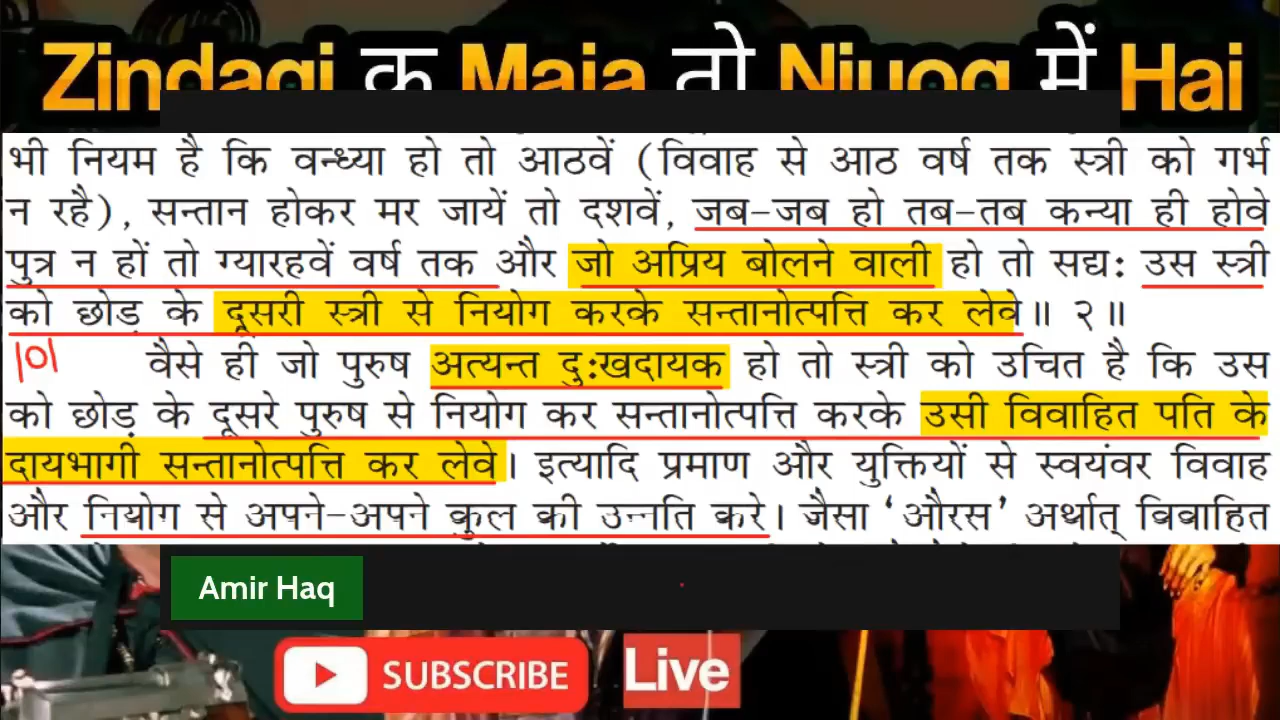 Zindagi क Maja तो Niyog में Hai
भी नियम है कि वन्ध्या हो तो आठवें (विवाह से आठ वर्ष तक स्त्री को गर्भ
न रहै), सन्तान होकर मर जायें तो दशवें, जब-जब हो तब-तब कन्या ही होवे
पुत्र न हों तो ग्यारहवें वर्ष तक और जो अप्रिय बोलने वाली हो तो सद्यः उस स्त्री
को छोड़ के दूसरी स्त्री से नियोग करके सन्तानोत्पत्ति कर लेवे॥ २॥
101 वैसे ही जो पुरुष अत्यन्त दुःखदायक हो तो स्त्री को उचित है कि उस
को छोड़ के दूसरे पुरुष से नियोग कर सन्तानोत्पत्ति करके उसी विवाहित पति के
दायभागी सन्तानोत्पत्ति कर लेवे। इत्यादि प्रमाण और युक्तियों से स्वयंवर विवाह
और नियोग से अपने-अपने कुल की उन्नति करे। जैसा ‘औरस’ अर्थात् विवाहित
Amir Haq
SUBSCRIBE Live